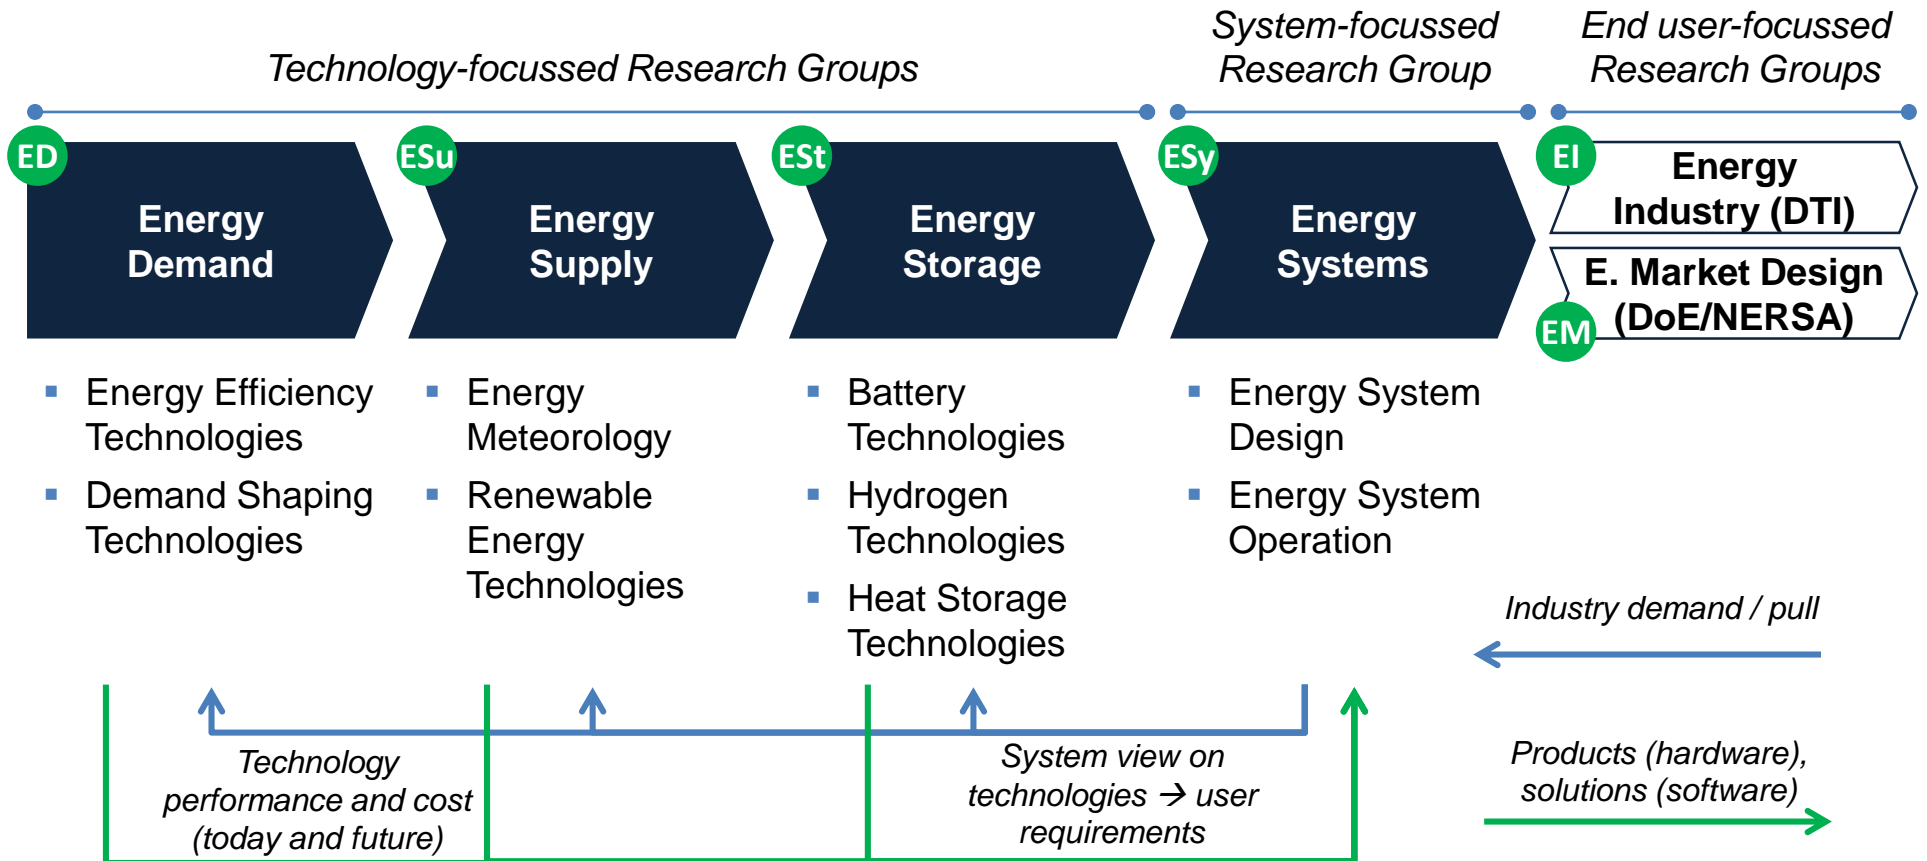 Technology-focussed Research Groups
System-focussed
Research Group
End user-focussed
Research Groups
ED
Energy
Demand
ESu
Energy
Supply
ESt
Energy
Storage
ESy
Energy
Systems
EI
Energy
Industry (DTI)
E. Market Design
(DoE/NERSA)
EM
▪ Energy Efficiency
Technologies
▪ Demand Shaping
Technologies
▪ Energy
Meteorology
▪ Renewable
Energy
Technologies
▪ Battery
Technologies
▪ Hydrogen
Technologies
▪ Heat Storage
Technologies
▪ Energy System
Design
▪ Energy System
Operation
Industry demand / pull
Technology
performance and cost
(today and future)
System view on
technologies → user
requirements
Products (hardware),
solutions (software)